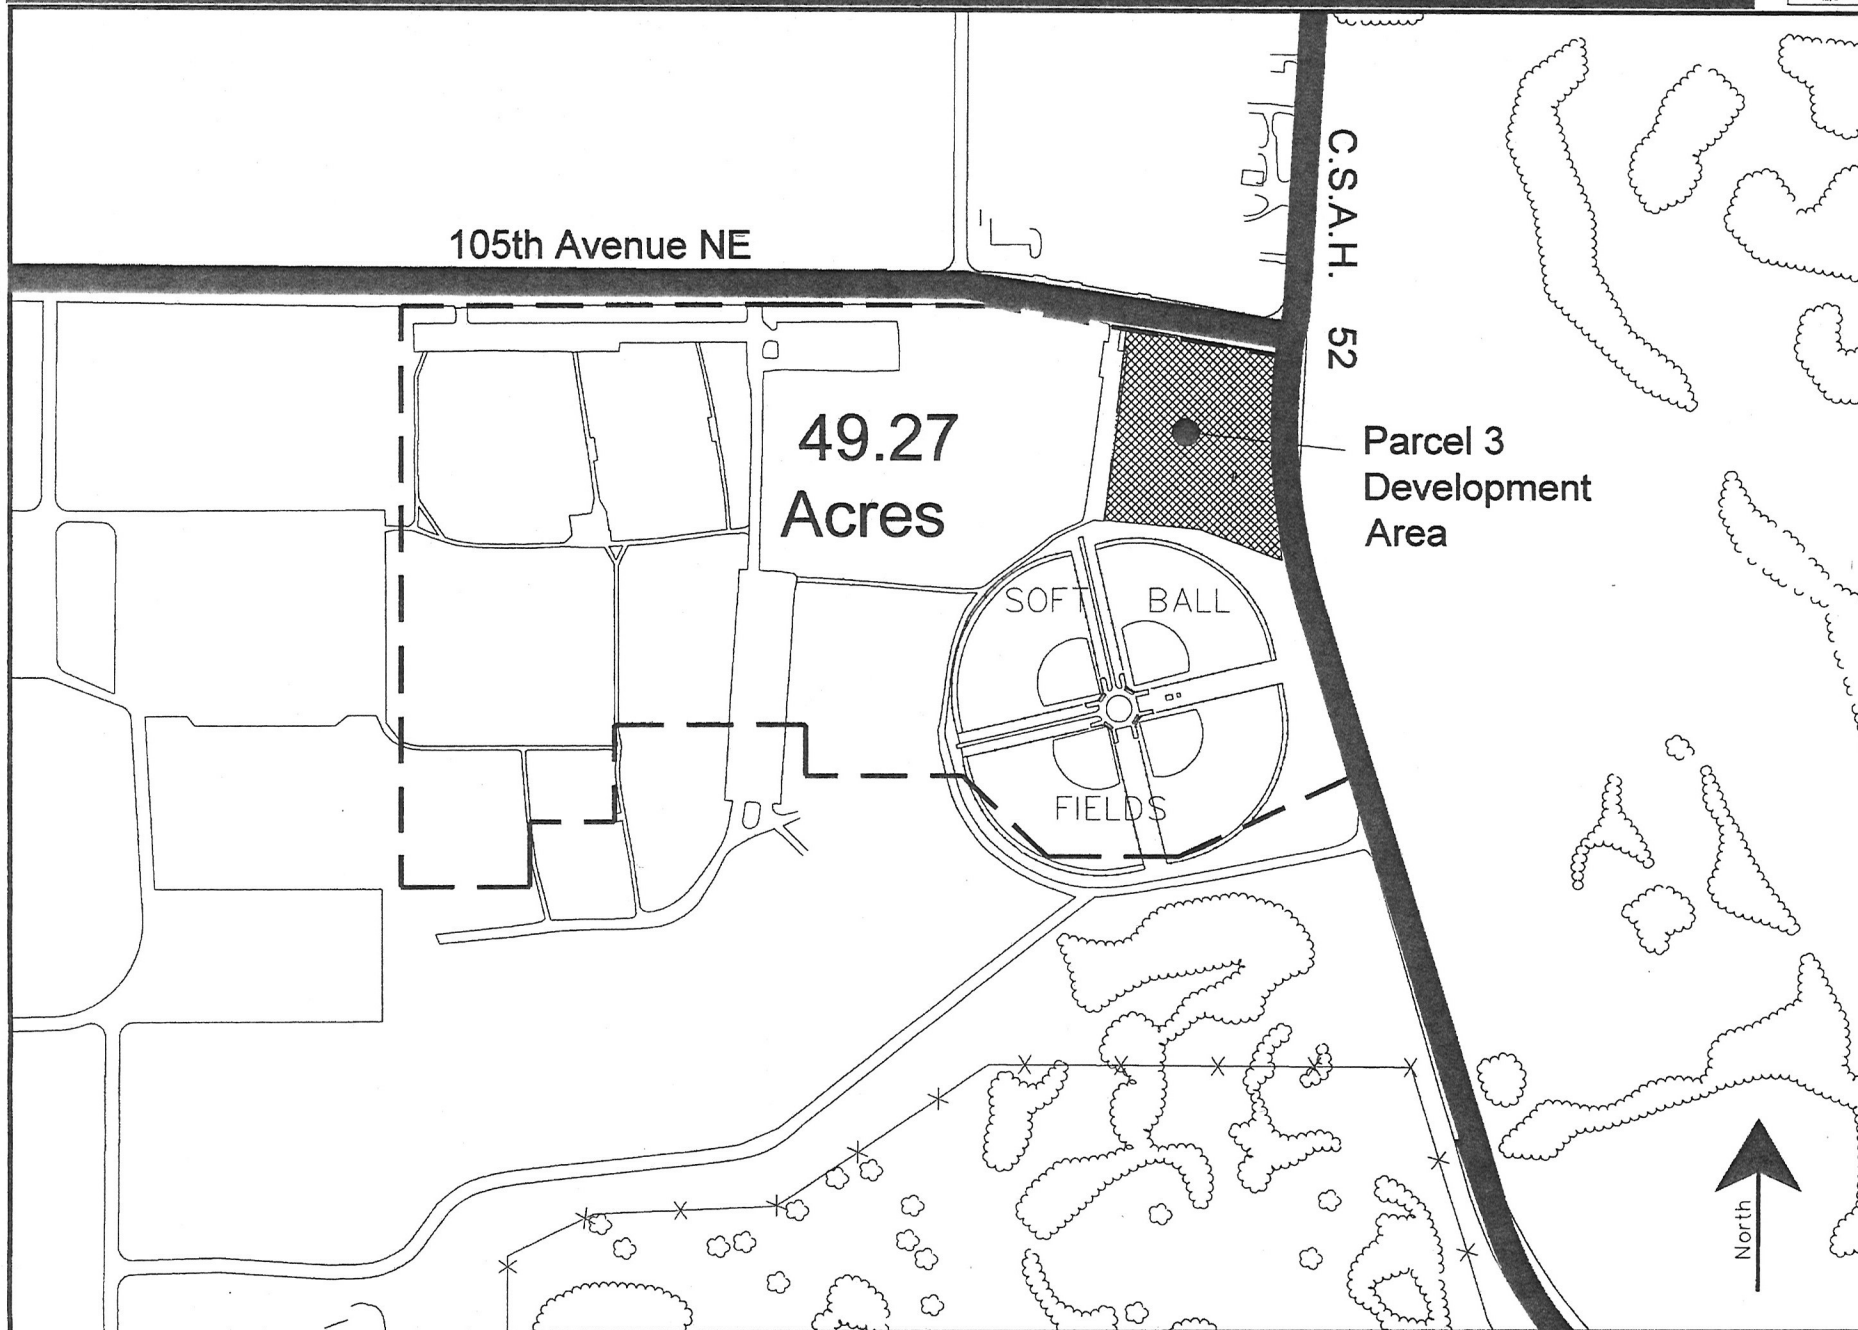 105th Avenue NE
C.S.A.H. 52
49.27
Acres
Parcel 3
Development
Area
SOFT BALL
FIELDS
North